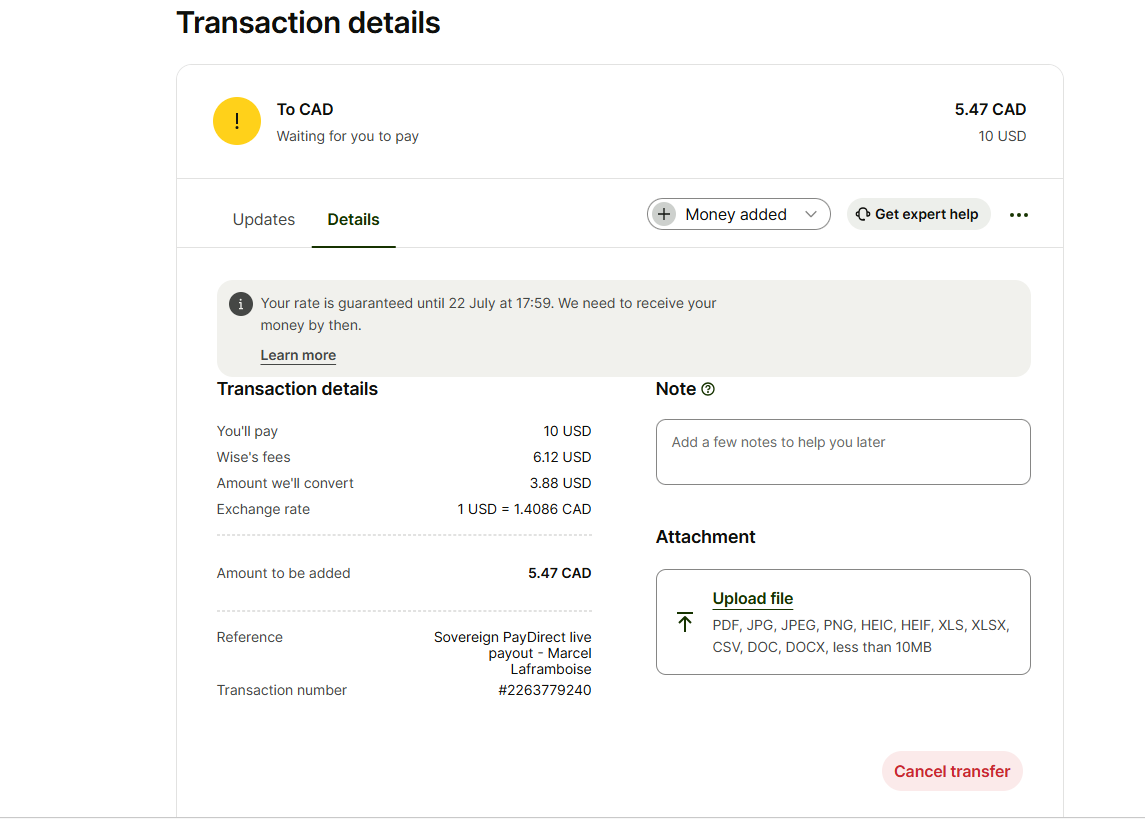 Transaction details
!
To CAD
Waiting for you to pay
5.47 CAD
10 USD
Updates
Details
Money added
Get expert help
Your rate is guaranteed until 22 July at 17:59. We need to receive your
money by then.
Learn more
Transaction details
You'll pay
10 USD
Wise's fees
6.12 USD
Amount we'll convert
3.88 USD
Exchange rate
1 USD = 1.4086 CAD
Amount to be added
5.47 CAD
Reference
Sovereign PayDirect live
payout - Marcel
Laframboise
Transaction number
#2263779240
Note
Add a few notes to help you later
Attachment
Upload file
PDF, JPG, JPEG, PNG, HEIC, HEIF, XLS, XLSX,
CSV, DOC, DOCX, less than 10MB
Cancel transfer